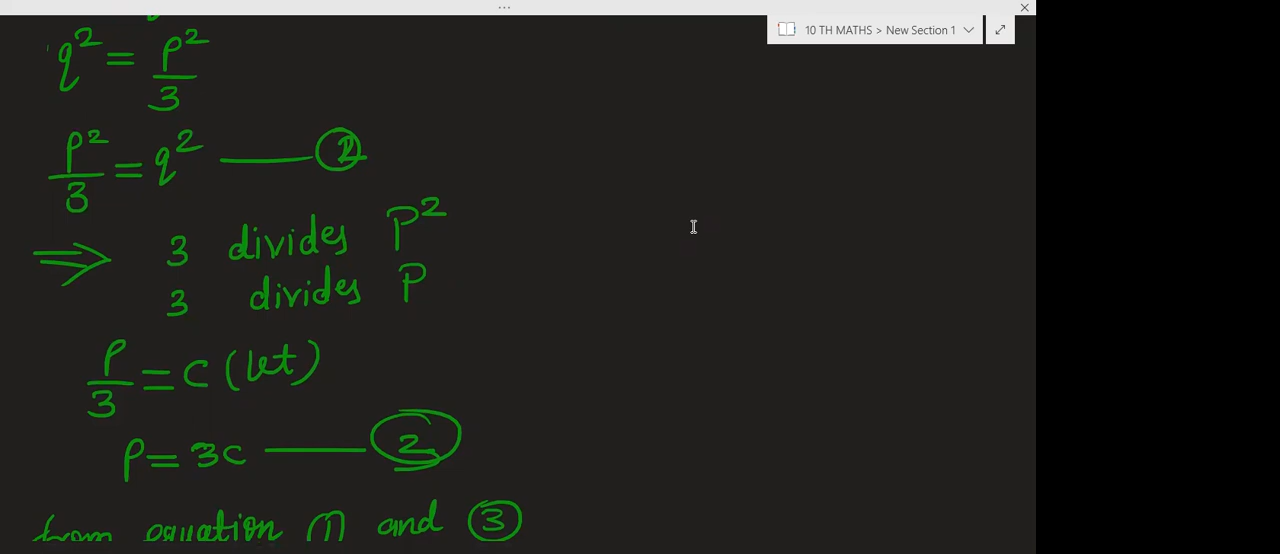 10 TH MATHS > New Section 1
q² = P²/3
P²/3 = q² —— ②
⇒ 3 divides P²
3 divides P
P/3 = C (let)
P = 3C —— ②
from equation ① and ③